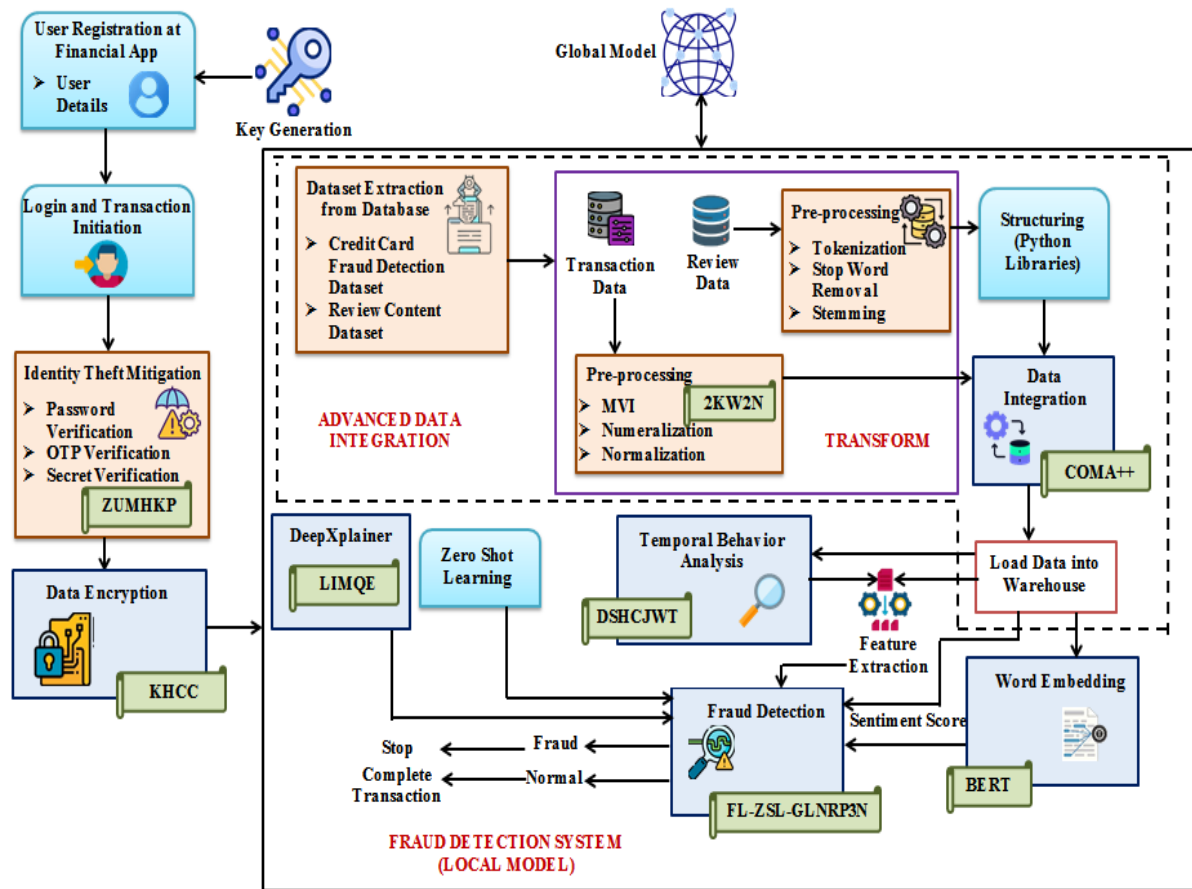 User Registration at
Financial App
➢ User
Details
Key Generation
Global Model
Login and Transaction
Initiation
Identity Theft Mitigation
➢ Password
Verification
➢ OTP Verification
➢ Secret Verification
ZUMHKP
Data Encryption
KHCC
Dataset Extraction
from Database
➢ Credit Card
Fraud Detection
Dataset
➢ Review Content
Dataset
ADVANCED DATA
INTEGRATION
Transaction
Data
Review
Data
Pre-processing
➢ Tokenization
➢ Stop Word
Removal
➢ Stemming
Pre-processing
➢ MVI
➢ Numeralization
➢ Normalization
2KW2N
TRANSFORM
Structuring
(Python
Libraries)
Data
Integration
COMA++
DeepXplainer
LIMQE
Zero Shot
Learning
Temporal Behavior
Analysis
DSHCJWT
Feature
Extraction
Load Data into
Warehouse
Fraud Detection
FL-ZSL-GLNRP3N
Sentiment Score
Word Embedding
BERT
Stop
Fraud
Complete
Transaction
Normal
FRAUD DETECTION SYSTEM
(LOCAL MODEL)